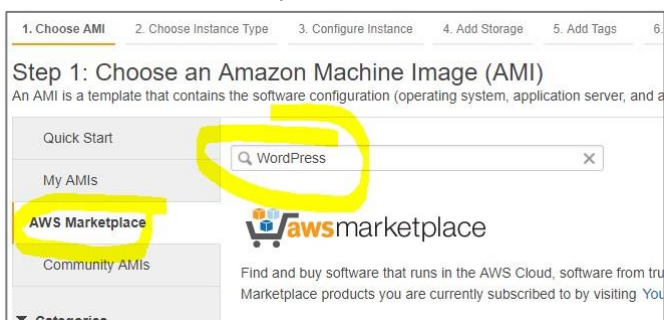 1. Choose AMI 2. Choose Instance Type 3. Configure Instance 4. Add Storage 5. Add Tags 6.
Step 1: Choose an Amazon Machine Image (AMI)
An AMI is a template that contains the software configuration (operating system, application server, and a
Quick Start
WordPress
My AMIs
AWS Marketplace
awsmarketplace
Community AMIs
Find and buy software that runs in the AWS Cloud, software from tru
Marketplace products you are currently subscribed to by visiting You
Categories